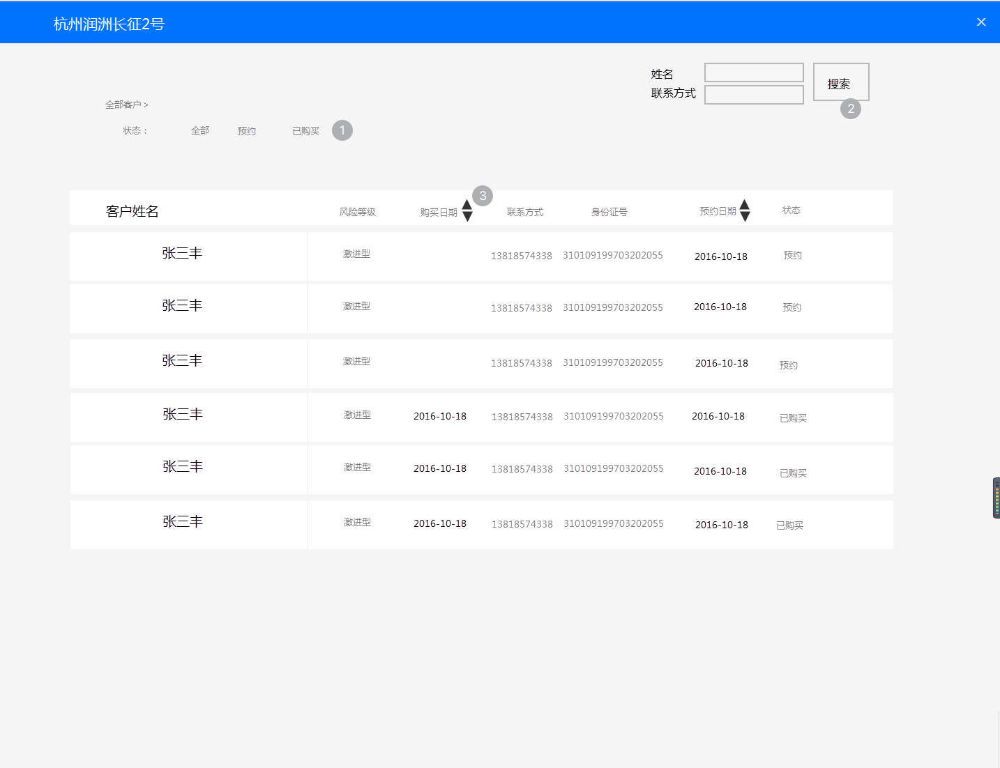 杭州润洲长征2号
姓名
联系方式
搜索
2
全部客户 >
状态： 全部 预约 已购买 1
3
客户姓名 风险等级 购买日期 联系方式 身份证号 预约日期 状态
张三丰 激进型 13818574338 310109199703202055 2016-10-18 预约
张三丰 激进型 13818574338 310109199703202055 2016-10-18 预约
张三丰 激进型 13818574338 310109199703202055 2016-10-18 预约
张三丰 激进型 2016-10-18 13818574338 310109199703202055 2016-10-18 已购买
张三丰 激进型 2016-10-18 13818574338 310109199703202055 2016-10-18 已购买
张三丰 激进型 2016-10-18 13818574338 310109199703202055 2016-10-18 已购买